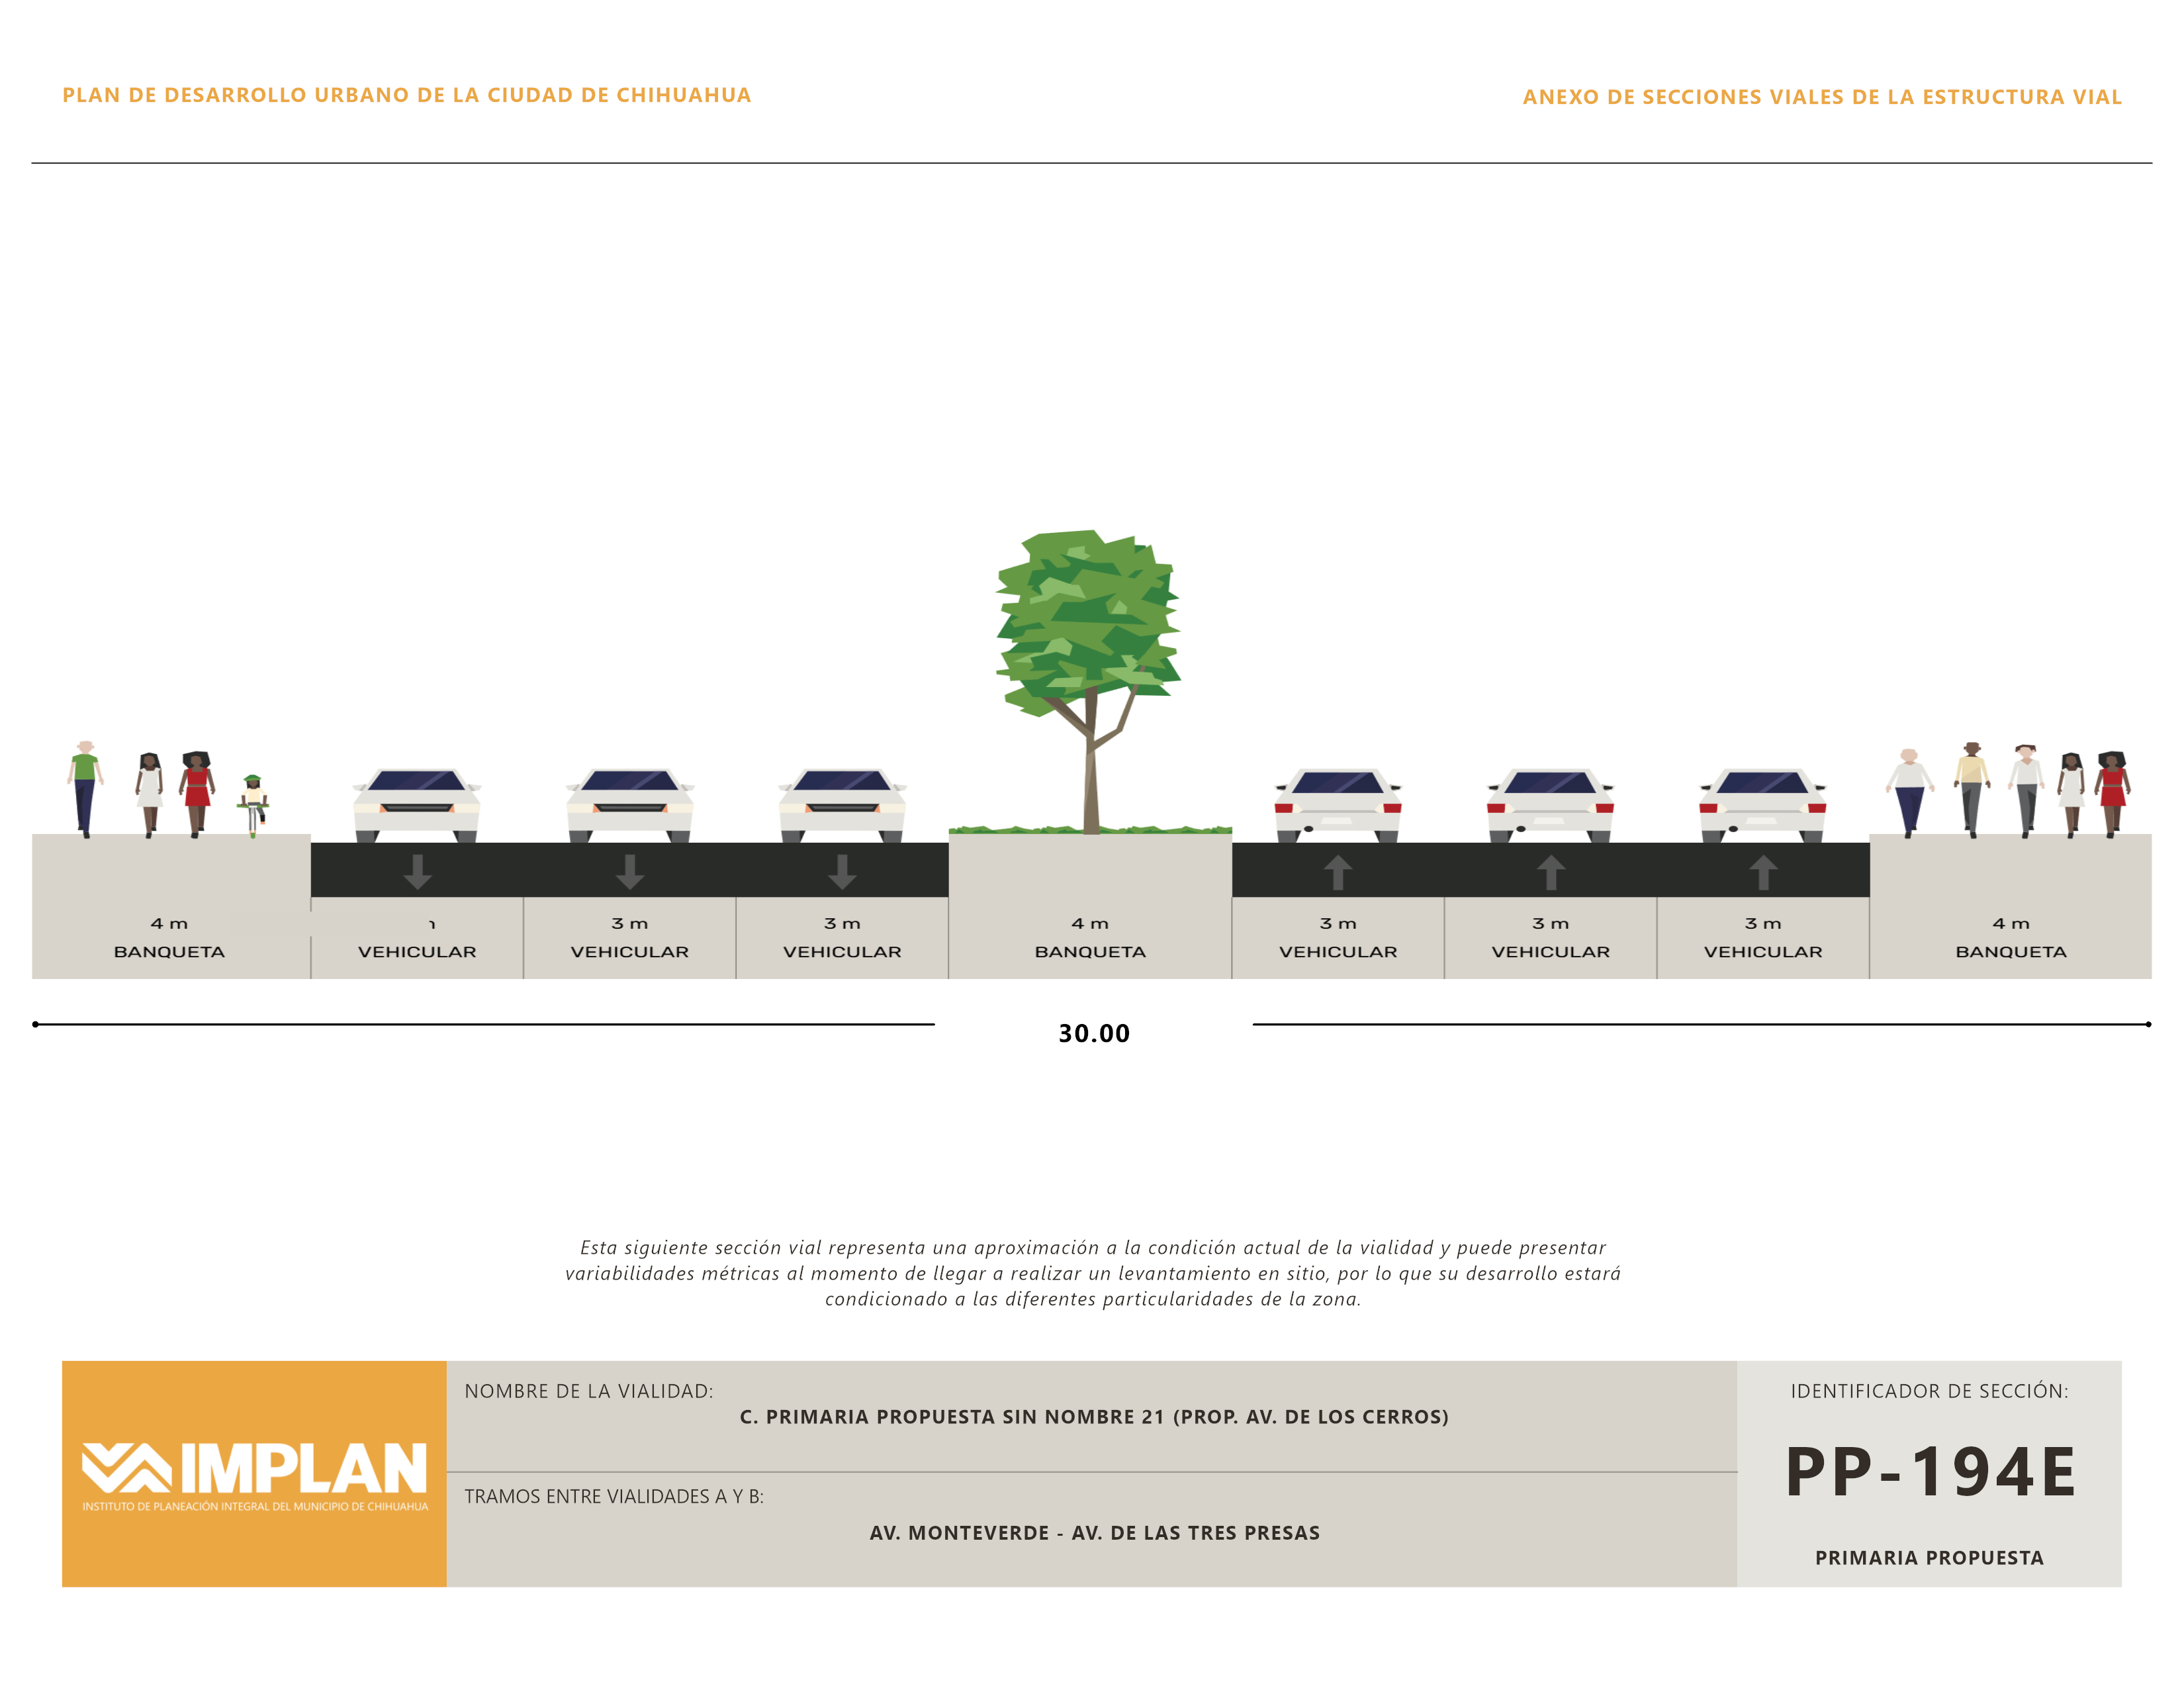 PLAN DE DESARROLLO URBANO DE LA CIUDAD DE CHIHUAHUA
ANEXO DE SECCIONES VIALES DE LA ESTRUCTURA VIAL
4 m 3 m 3 m 4 m 3 m 3 m 3 m 4 m
BANQUETA VEHICULAR VEHICULAR VEHICULAR BANQUETA VEHICULAR VEHICULAR VEHICULAR BANQUETA
30.00
Esta siguiente sección vial representa una aproximación a la condición actual de la vialidad y puede presentar
variabilidades métricas al momento de llegar a realizar un levantamiento en sitio, por lo que su desarrollo estará
condicionado a las diferentes particularidades de la zona.
IMPLAN
INSTITUTO DE PLANEACIÓN INTEGRAL DEL MUNICIPIO DE CHIHUAHUA
NOMBRE DE LA VIALIDAD:
C. PRIMARIA PROPUESTA SIN NOMBRE 21 (PROP. AV. DE LOS CERROS)
TRAMOS ENTRE VIALIDADES A Y B:
AV. MONTEVERDE - AV. DE LAS TRES PRESAS
IDENTIFICADOR DE SECCIÓN:
PP-194E
PRIMARIA PROPUESTA